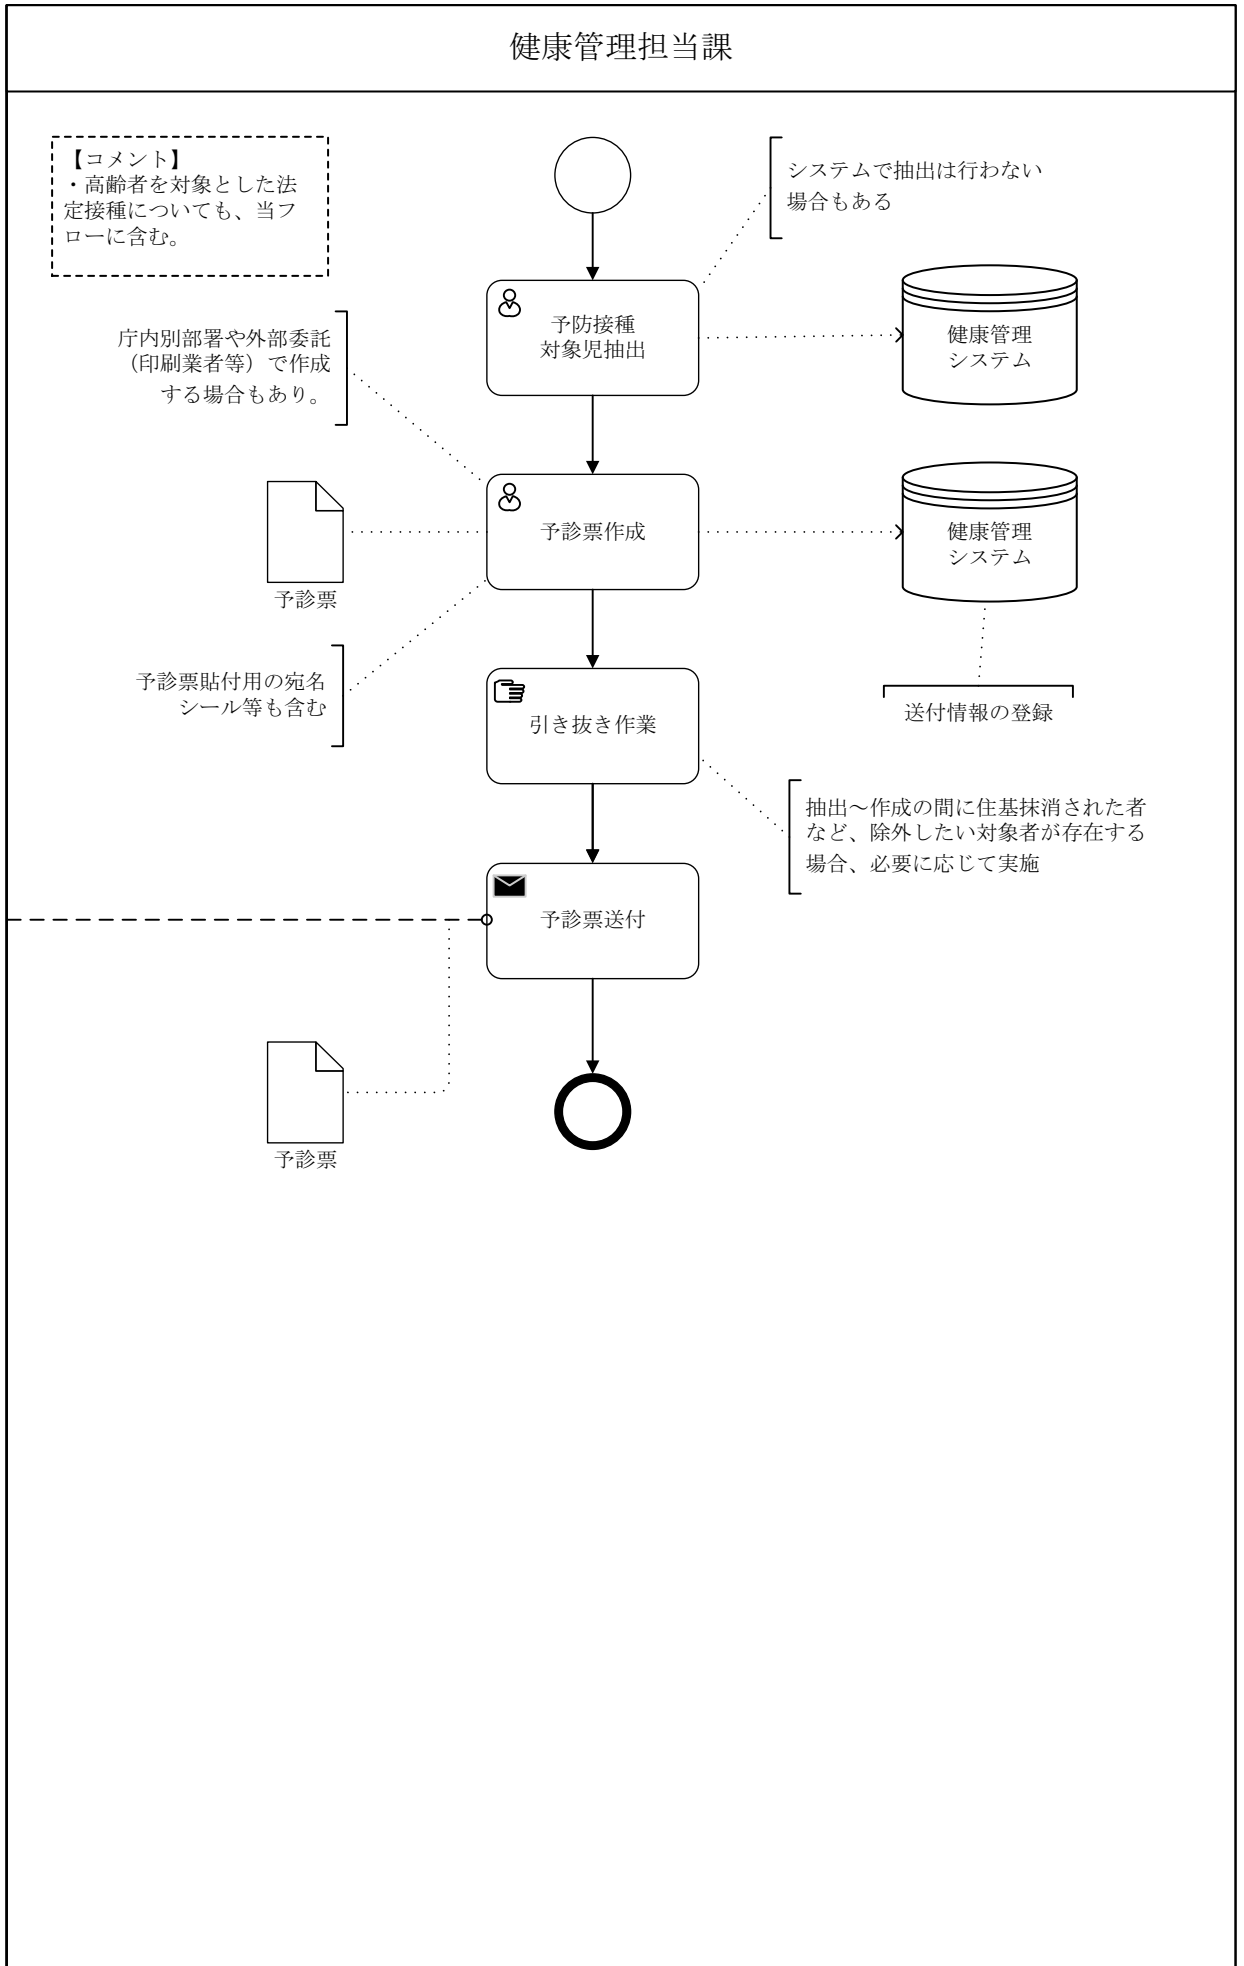 健康管理担当課
【コメント】
・高齢者を対象とした法
定接種についても、当フ
ローに含む。
システムで抽出は行わない
場合もある
予防接種
対象児抽出
健康管理
システム
庁内別部署や外部委託
（印刷業者等）で作成
する場合もあり。
予診票作成
健康管理
システム
予診票
予診票貼付用の宛名
シール等も含む
引き抜き作業
送付情報の登録
抽出～作成の間に住基抹消された者
など、除外したい対象者が存在する
場合、必要に応じて実施
予診票送付
予診票